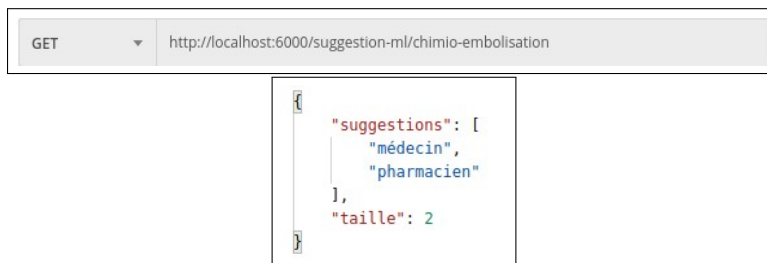 GET http://localhost:6000/suggestion-ml/chimio-embolisation
{
"suggestions": [
"médecin",
"pharmacien"
],
"taille": 2
}